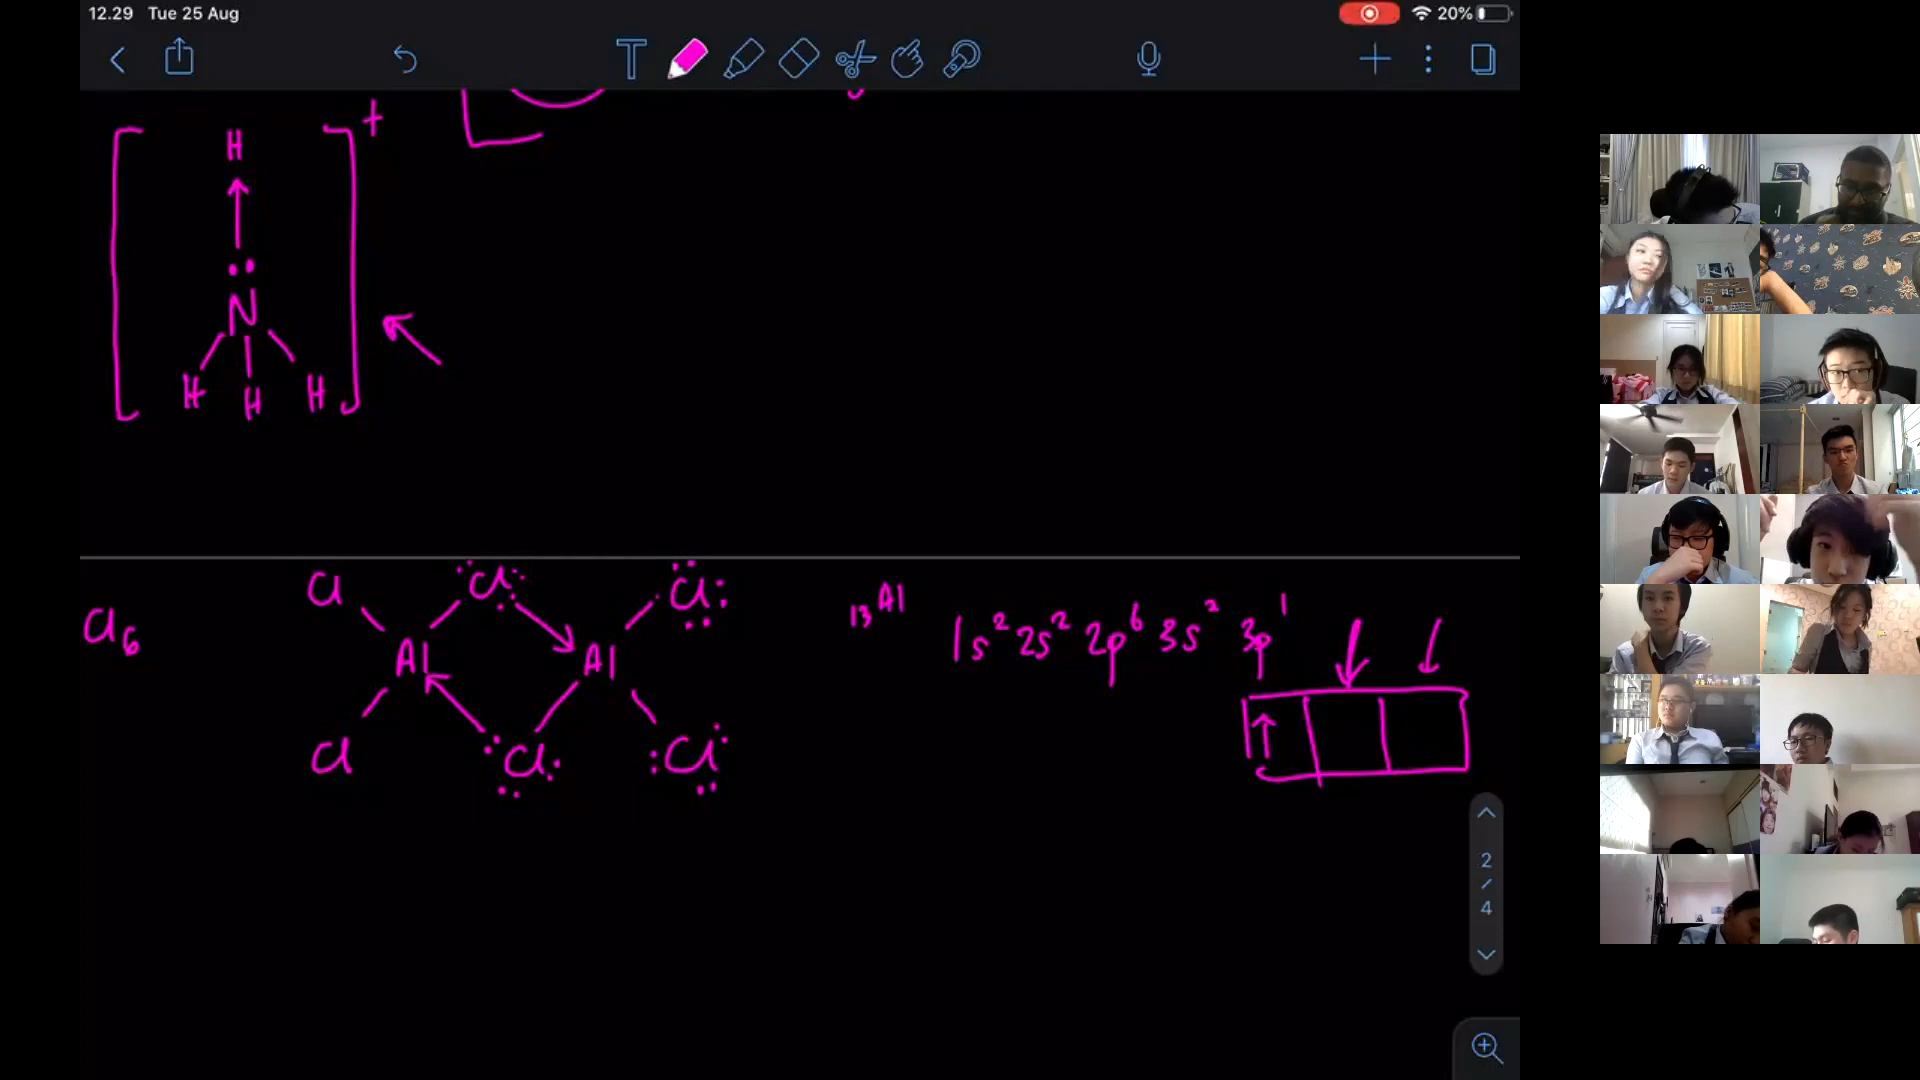 12.29 Tue 25 Aug
20%
T
+
H
N
H H H
Cl Cl Cl
Cl₆
Al Al
Cl Cl Cl
₁₃Al
1s² 2s² 2p⁶ 3s² 3p¹
2
/
4